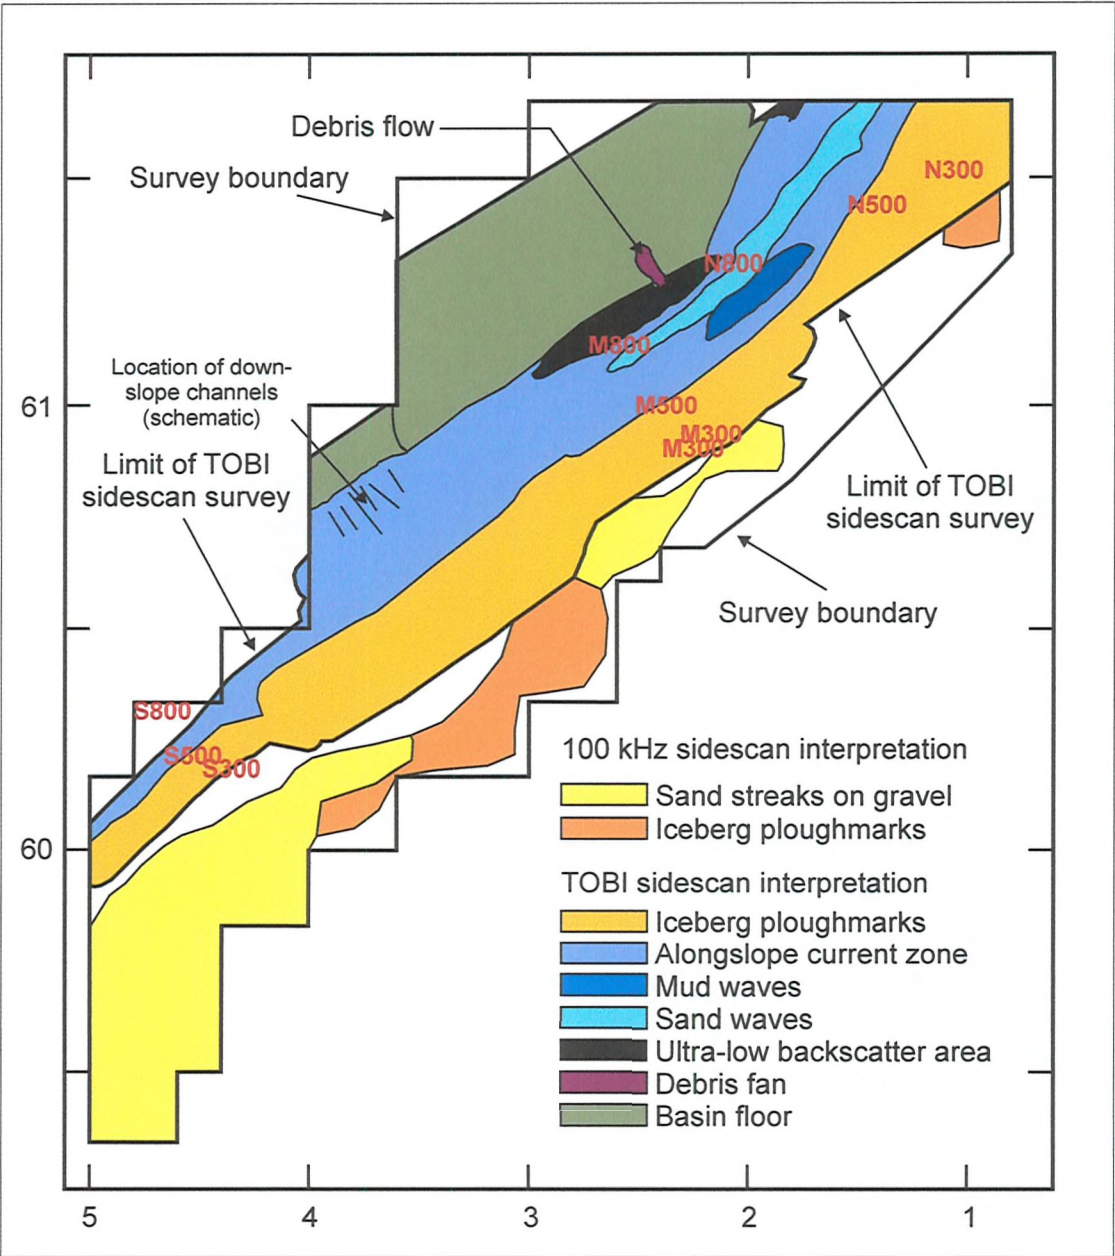 Debris flow
Survey boundary
N300
N500
N800
M800
Location of down-
slope channels
(schematic)
61
M500
M300
M300
Limit of TOBI
sidescan survey
Limit of TOBI
sidescan survey
Survey boundary
S800
S500
S300
100 kHz sidescan interpretation
Sand streaks on gravel
Iceberg ploughmarks
60
TOBI sidescan interpretation
Iceberg ploughmarks
Alongslope current zone
Mud waves
Sand waves
Ultra-low backscatter area
Debris fan
Basin floor
5 4 3 2 1